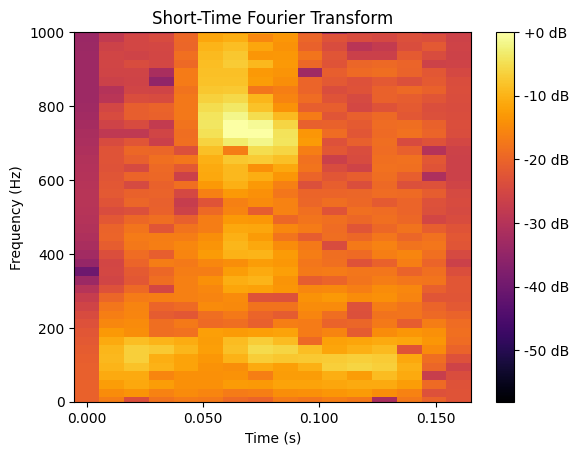 Short-Time Fourier Transform
Frequency (Hz)
1000
800
600
400
200
0
0.000
0.050
0.100
0.150
Time (s)
+0 dB
-10 dB
-20 dB
-30 dB
-40 dB
-50 dB